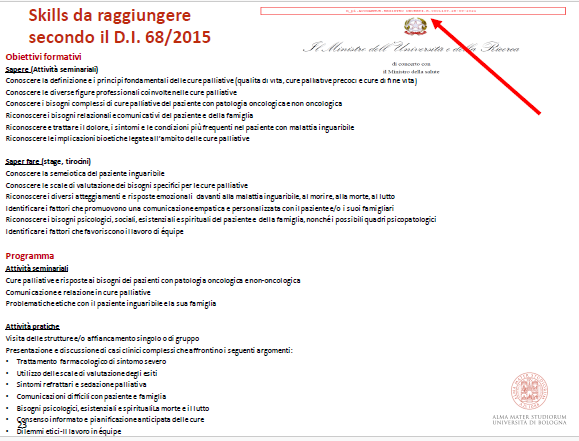 Skills da raggiungere
secondo il D.I. 68/2015
Il Ministro dell'Università e della Ricerca
di concerto con
il Ministro della salute
Obiettivi formativi
Sapere (Attività seminariali)
Conoscere la definizione e i principi fondamentali delle cure palliative (qualità di vita, cure palliative precoci e cure di fine vita)
Conoscere le diverse figure professionali coinvolte nelle cure palliative
Conoscere i bisogni complessi di cure palliative del paziente con patologia oncologica e non oncologica
Riconoscere i bisogni relazionali e comunicativi del paziente e della famiglia
Riconoscere e trattare il dolore, i sintomi e le condizioni più frequenti nel paziente con malattia inguaribile
Riconoscere le implicazioni bioetiche legate all'ambito delle cure palliative
Saper fare (stage, tirocini)
Conoscere la semeiotica del paziente inguaribile
Conoscere le scale di valutazione dei bisogni specifici per le cure palliative
Riconoscere i diversi atteggiamenti e risposte emozionali davanti alla malattia inguaribile, al morire, alla morte, al lutto
Identificare i fattori che promuovono una comunicazione empatica e personalizzata con il paziente e/o i suoi famigliari
Riconoscere i bisogni psicologici, sociali, esistenziali e spirituali del paziente e della famiglia, nonché i possibili quadri psicopatologici
Identificare i fattori che favoriscono il lavoro di équipe
Programma
Attività seminariali
Cure palliative e risposte ai bisogni dei pazienti con patologia oncologica e non-oncologica
Comunicazione e relazione in cure palliative
Problematiche etiche con il paziente inguaribile e la sua famiglia
Attività pratiche
Visita delle strutture e/o affiancamento singolo o di gruppo
Presentazione e discussione di casi clinici complessi che affrontino i seguenti argomenti:
• Trattamento farmacologico di sintomo severo
• Utilizzo delle scale di valutazione degli esiti
• Sintomi refrattari e sedazione palliativa
• Comunicazioni difficili con paziente e famiglia
• Bisogni psicologici, esistenziali e spiritualità morte e il lutto
• Consenso informato e pianificazione anticipata delle cure
• Dilemmi etici-Il lavoro in équipe
23
ALMA MATER STUDIORUM
UNIVERSITÀ DI BOLOGNA